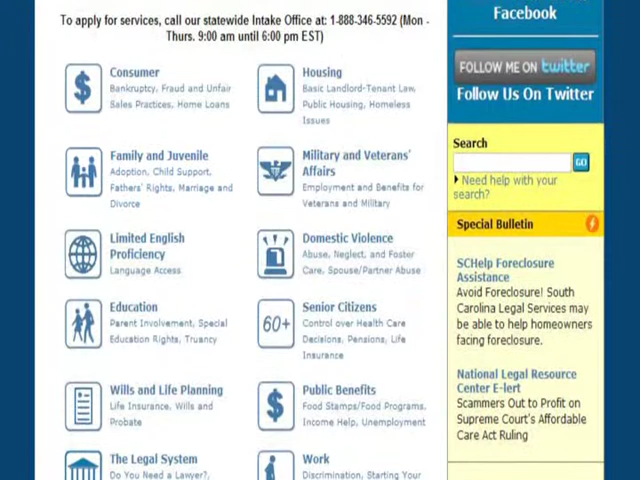 Facebook
To apply for services, call our statewide Intake Office at: 1-888-346-5592 (Mon -
Thurs. 9:00 am until 6:00 pm EST)
Consumer
Bankruptcy, Fraud and Unfair
Sales Practices, Home Loans
Housing
Basic Landlord-Tenant Law,
Public Housing, Homeless
Issues
Family and Juvenile
Adoption, Child Support,
Fathers' Rights, Marriage and
Divorce
Military and Veterans'
Affairs
Employment and Benefits for
Veterans and Military
Limited English
Proficiency
Language Access
Domestic Violence
Abuse, Neglect, and Foster
Care, Spouse/Partner Abuse
Education
Parent Involvement, Special
Education Rights, Truancy
60+
Senior Citizens
Control over Health Care
Decisions, Pensions, Life
Insurance
Wills and Life Planning
Life Insurance, Wills and
Probate
Public Benefits
Food Stamps/Food Programs,
Income Help, Unemployment
The Legal System
Do You Need a Lawyer?,
Work
Discrimination, Starting Your
FOLLOW ME ON twitter
Follow Us On Twitter
Search
GO
Need help with your
search?
Special Bulletin
SCHelp Foreclosure
Assistance
Avoid Foreclosure! South
Carolina Legal Services may
be able to help homeowners
facing foreclosure.
National Legal Resource
Center E-lert
Scammers Out to Profit on
Supreme Court's Affordable
Care Act Ruling